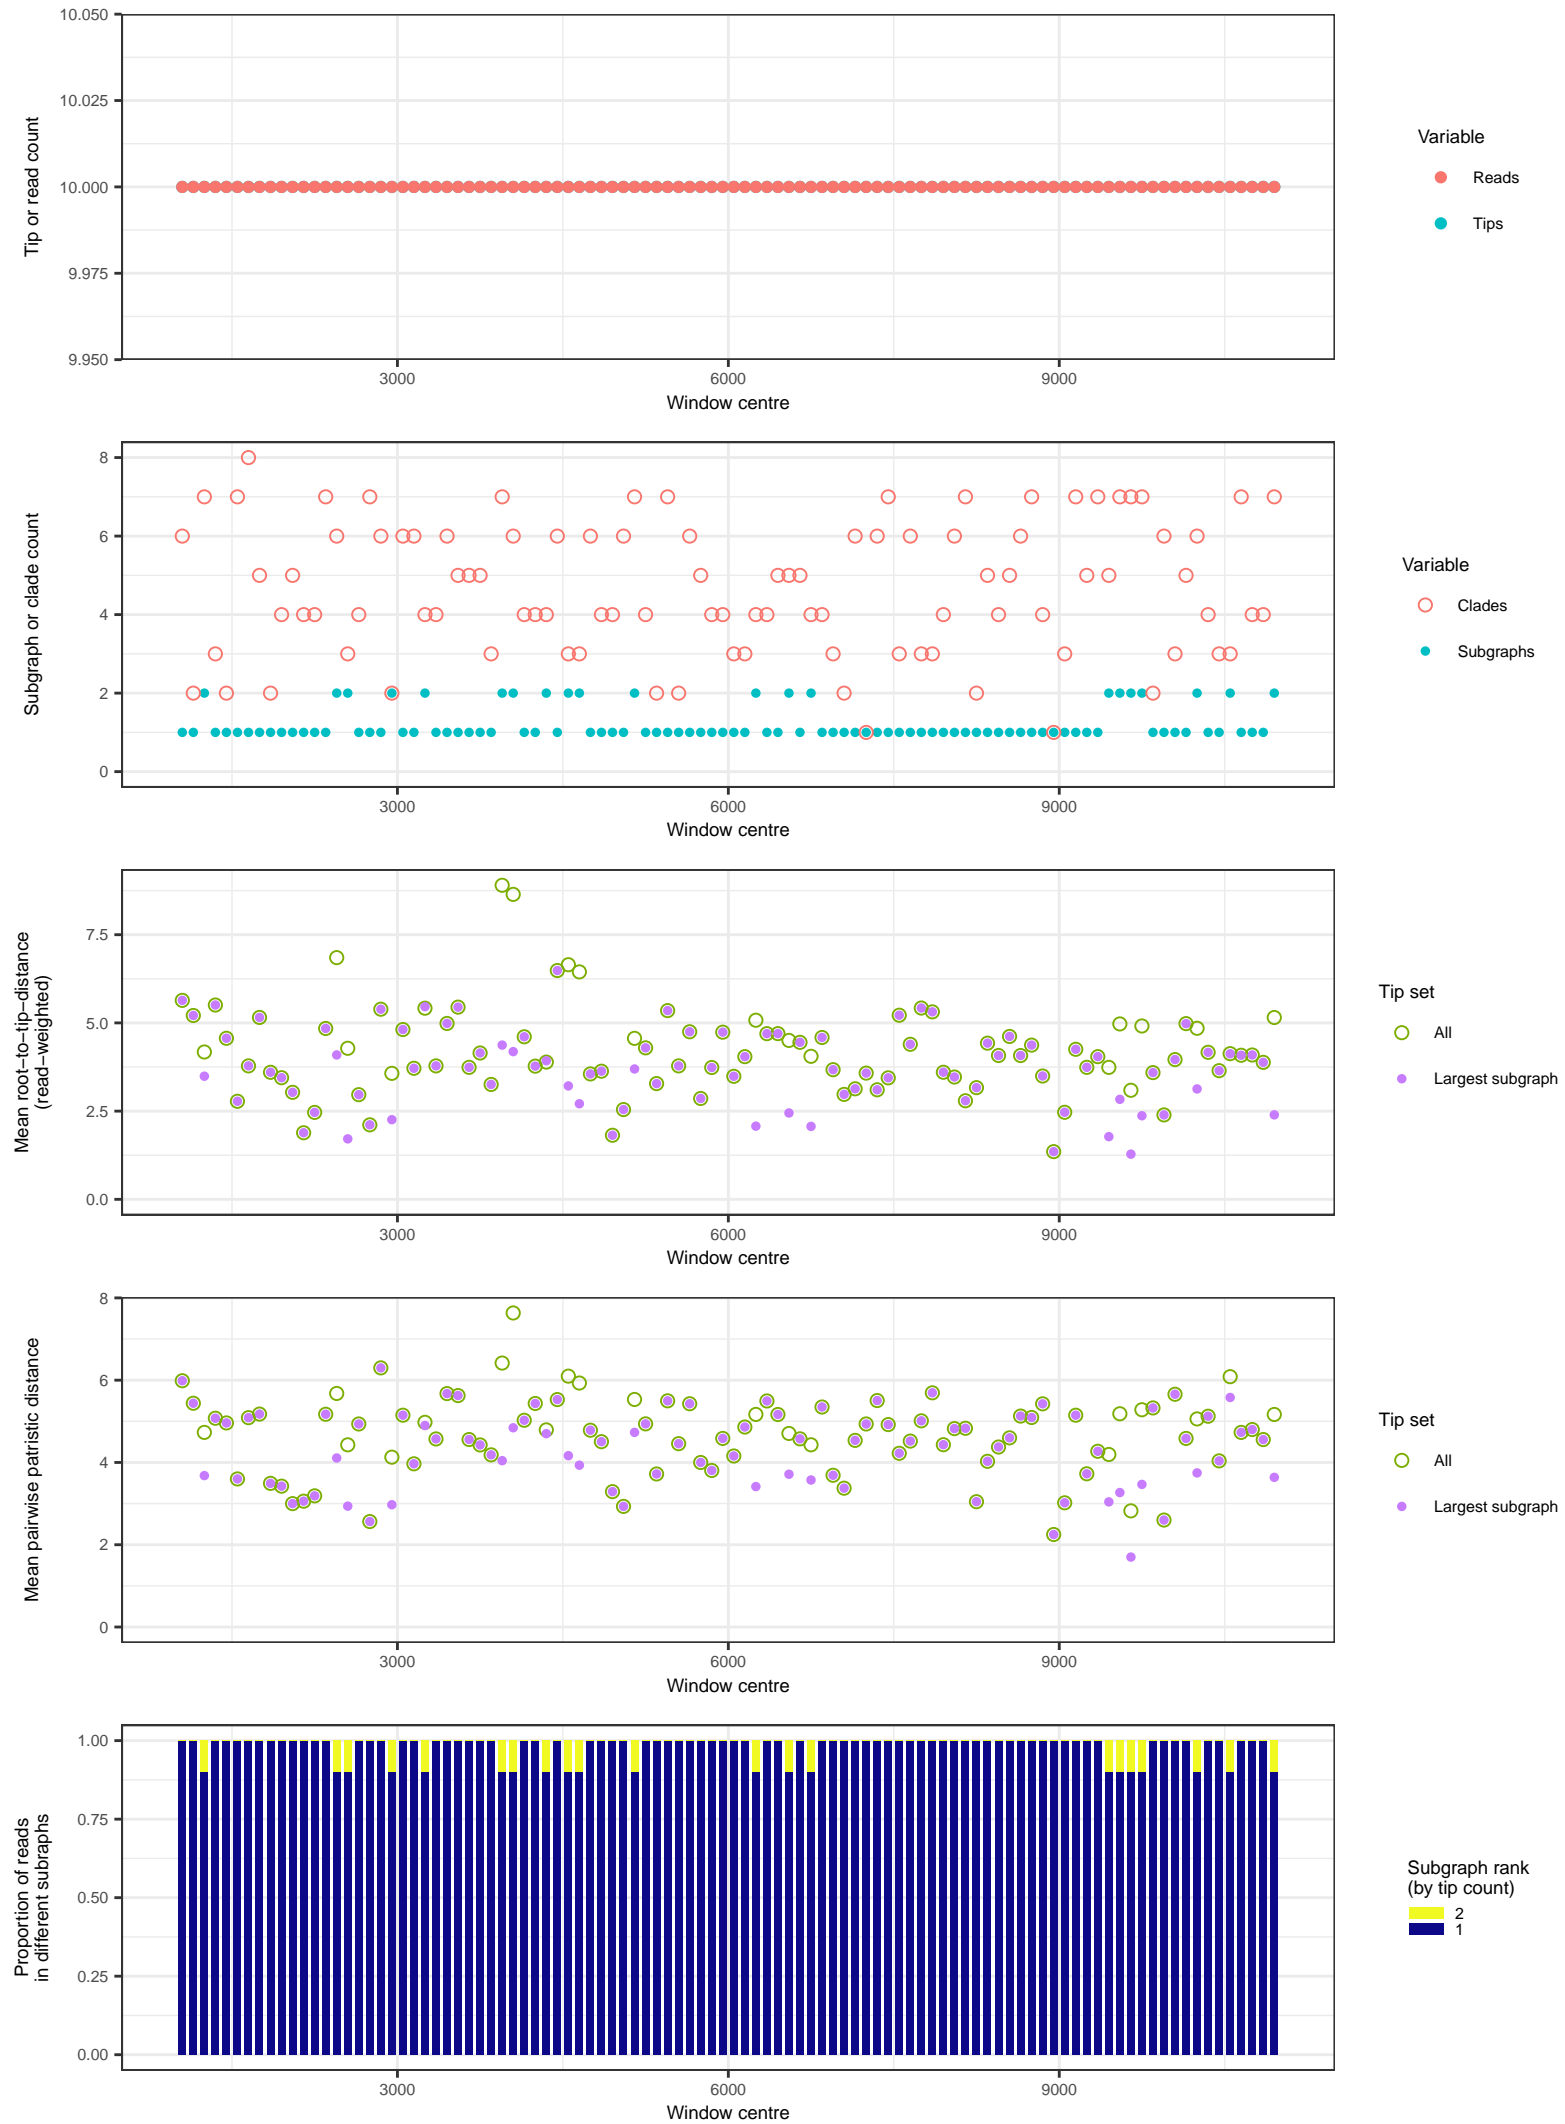 10.050
10.025
10.000
9.975
9.950
Tip or read count
3000
6000
9000
Window centre
Variable
Reads
Tips
8
6
4
2
0
Subgraph or clade count
3000
6000
9000
Window centre
Variable
Clades
Subgraphs
7.5
5.0
2.5
0.0
Mean root−to−tip−distance
(read−weighted)
3000
6000
9000
Window centre
Tip set
All
Largest subgraph
8
6
4
2
0
Mean pairwise patristic distance
3000
6000
9000
Window centre
Tip set
All
Largest subgraph
1.00
0.75
0.50
0.25
0.00
Proportion of reads
in different subraphs
3000
6000
9000
Window centre
Subgraph rank
(by tip count)
2
1